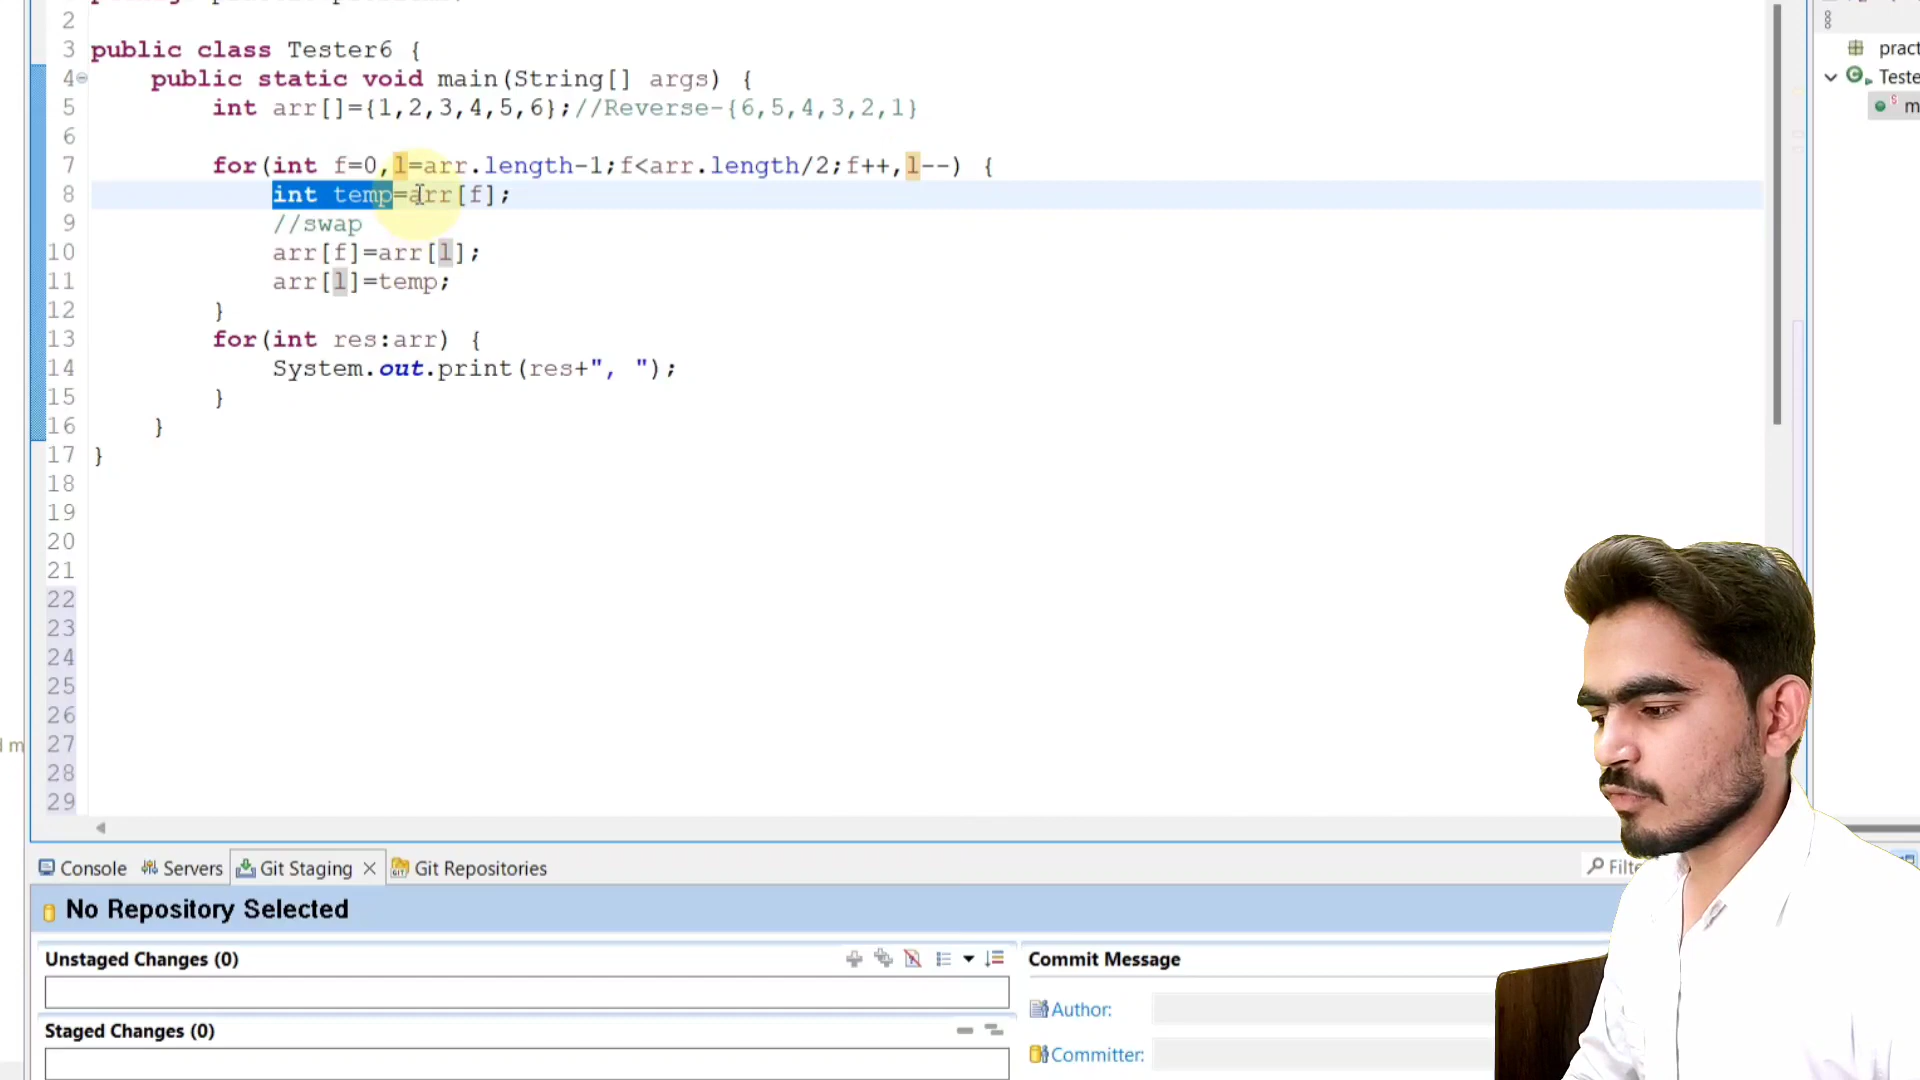 2
3 public class Tester6 {
4 public static void main(String[] args) {
5 int arr[]={1,2,3,4,5,6};//Reverse-{6,5,4,3,2,1}
6
7 for(int f=0,l=arr.length-1;f<arr.length/2;f++,l--) {
8 int temp=arr[f];
9 //swap
10 arr[f]=arr[l];
11 arr[l]=temp;
12 }
13 for(int res:arr) {
14 System.out.print(res+", ");
15 }
16 }
17 }
18
19
20
21
22
23
24
25
26
27
28
29
pract
Teste
m
Console Servers Git Staging Git Repositories
No Repository Selected
Unstaged Changes (0)
Commit Message
Author:
Staged Changes (0)
Committer: